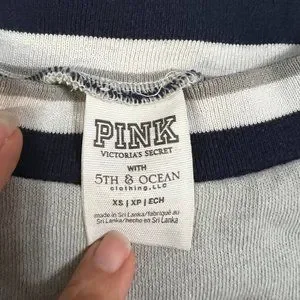 PINK
VICTORIA'S SECRET
WITH
5TH & OCEAN
clothing, LLC
XS | XP | ECH
made in Sri Lanka/fabriqué au
Sri Lanka/hecho en Sri Lanka